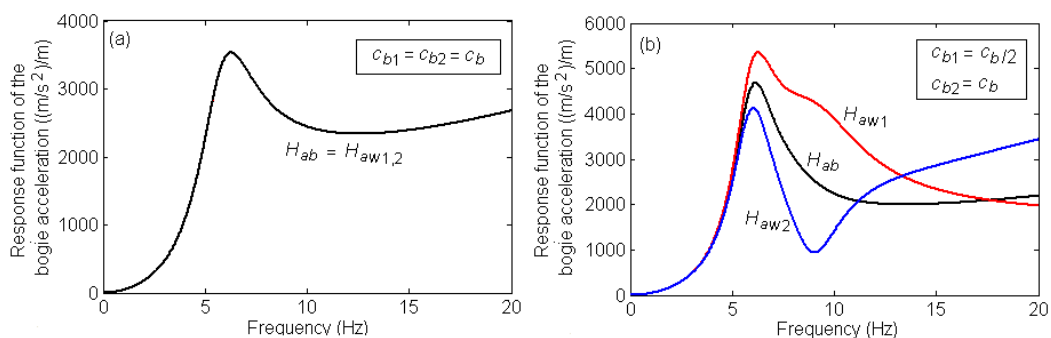 Response function of the
bogie acceleration ((m/s²)/m)
4000
3000
2000
1000
0
(a)
c_b1 = c_b2 = c_b
H_ab = H_aw1,2
0 5 10 15 20
Frequency (Hz)
Response function of the
bogie acceleration ((m/s²)/m)
6000
5000
4000
3000
2000
1000
0
(b)
c_b1 = c_b/2
c_b2 = c_b
H_aw1
H_ab
H_aw2
0 5 10 15 20
Frequency (Hz)